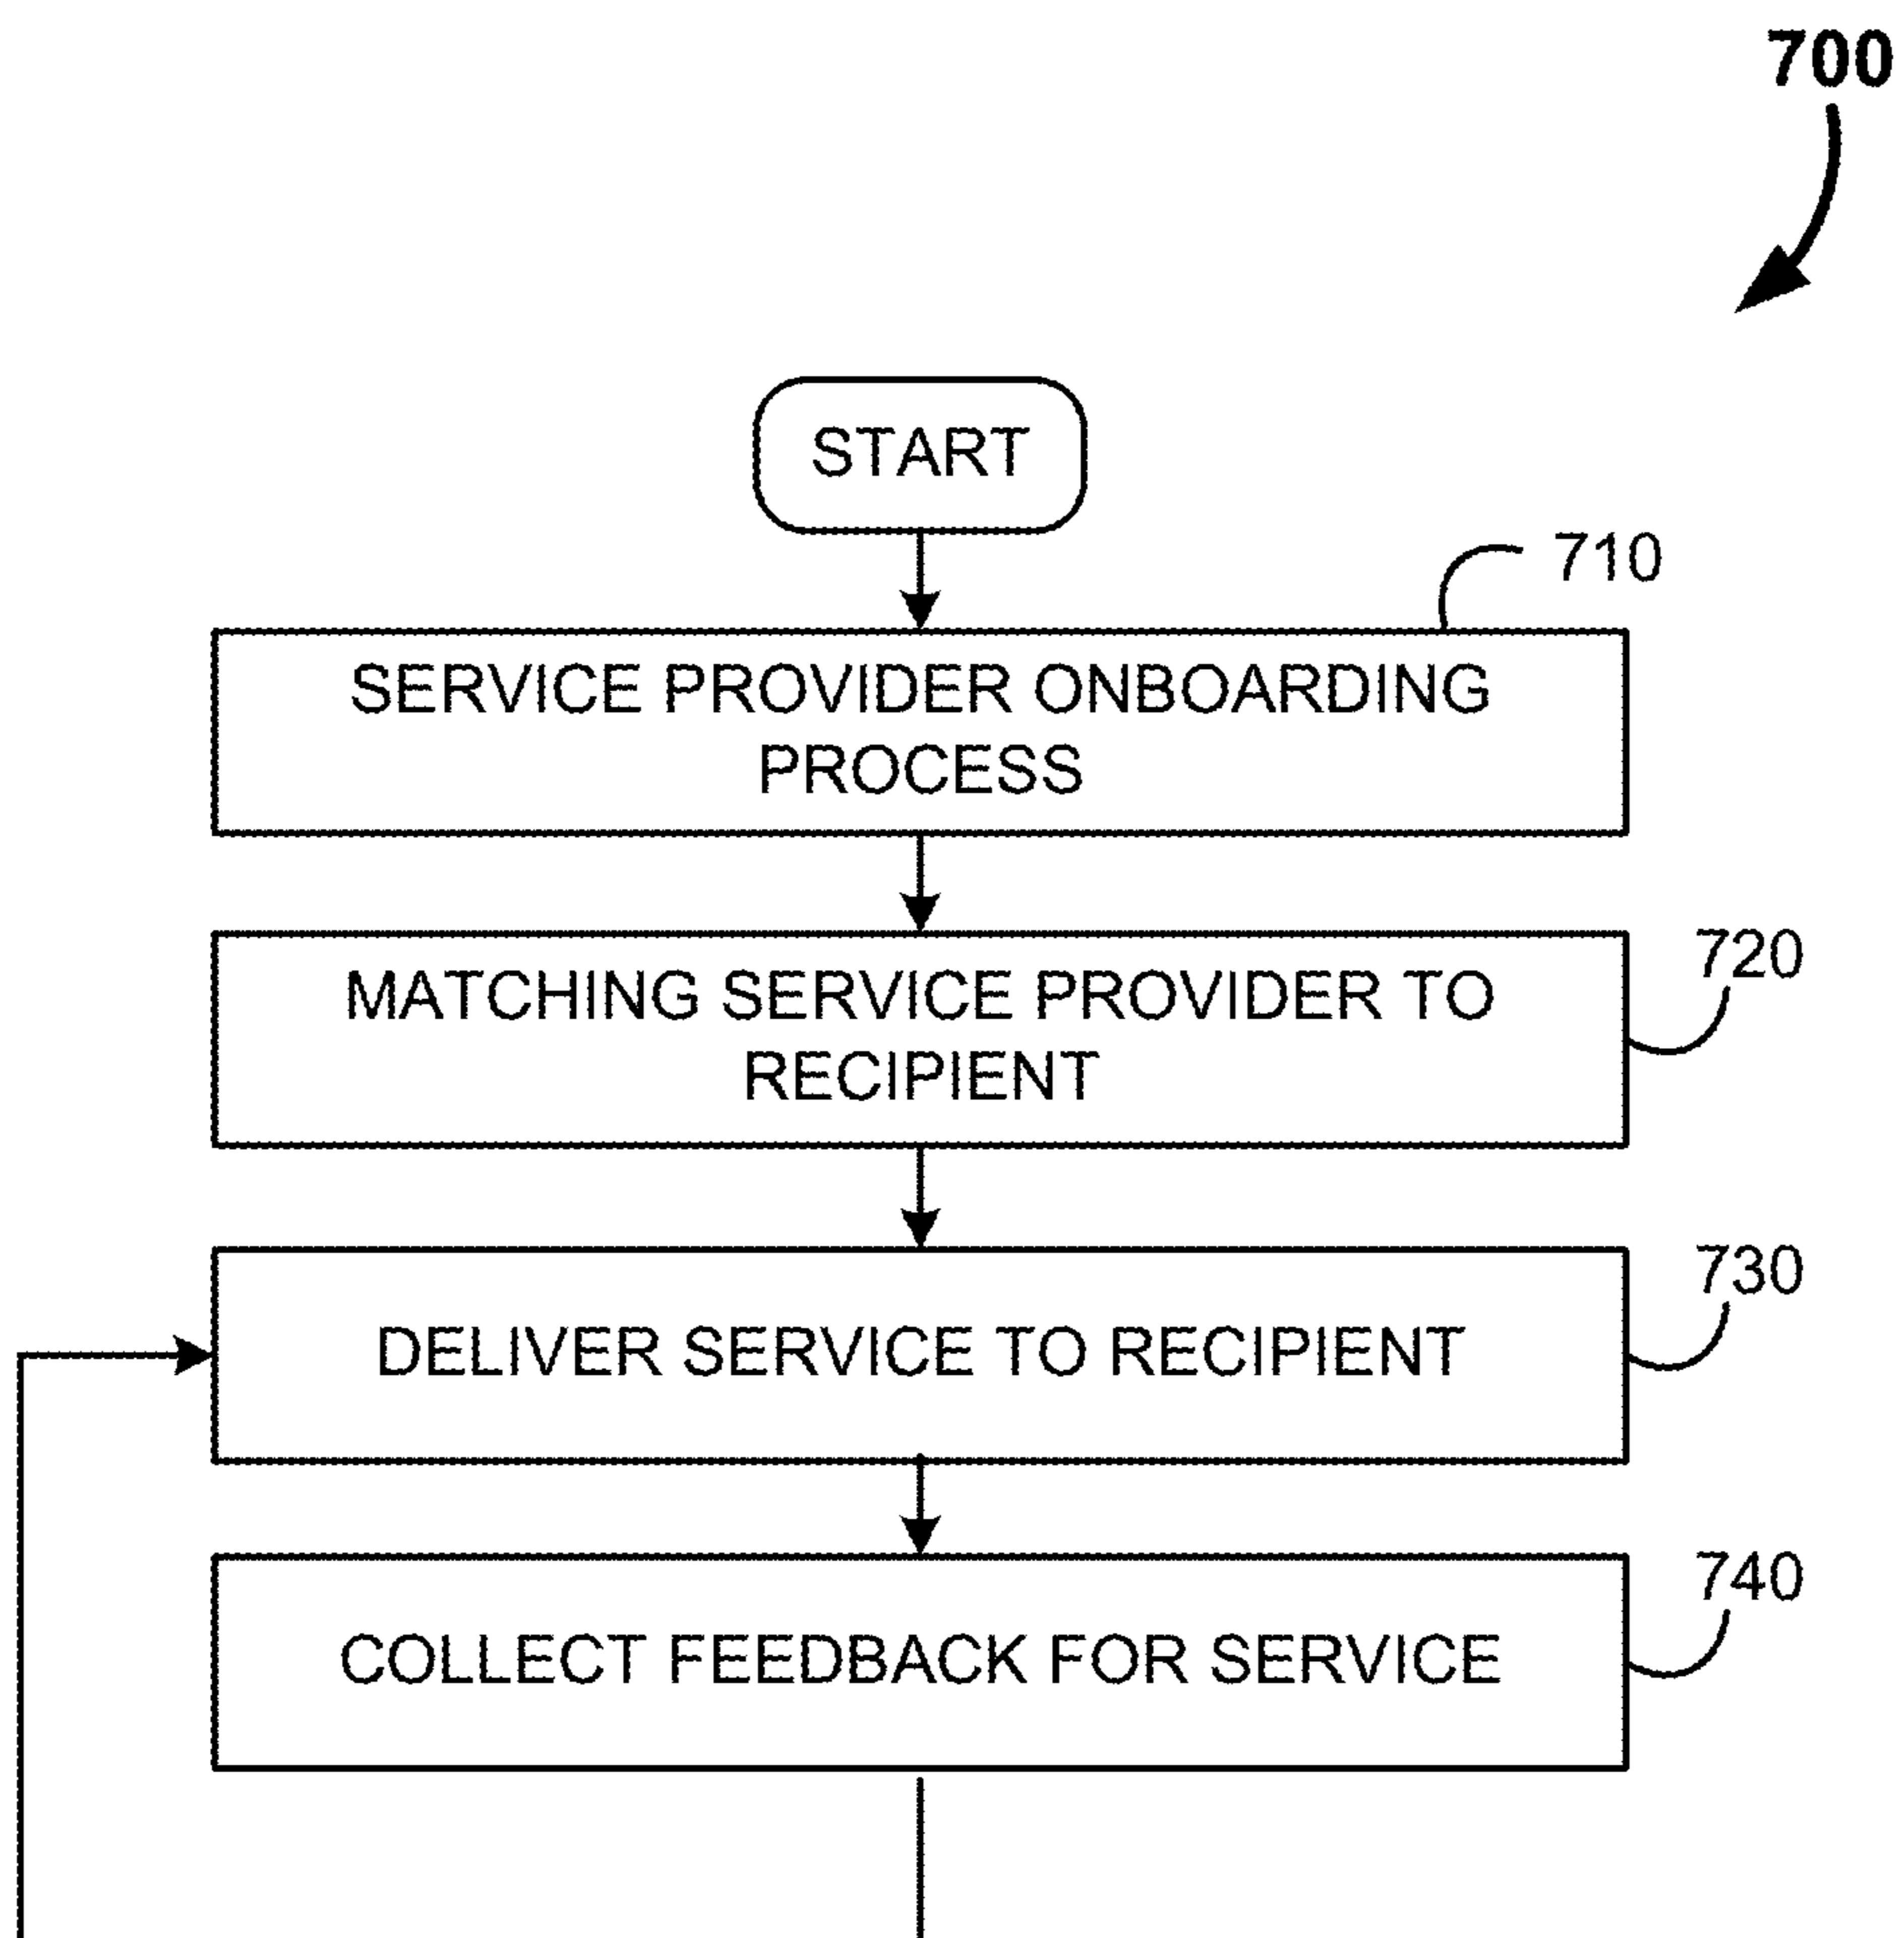 700
START
710
SERVICE PROVIDER ONBOARDING
PROCESS
720
MATCHING SERVICE PROVIDER TO
RECIPIENT
730
DELIVER SERVICE TO RECIPIENT
740
COLLECT FEEDBACK FOR SERVICE